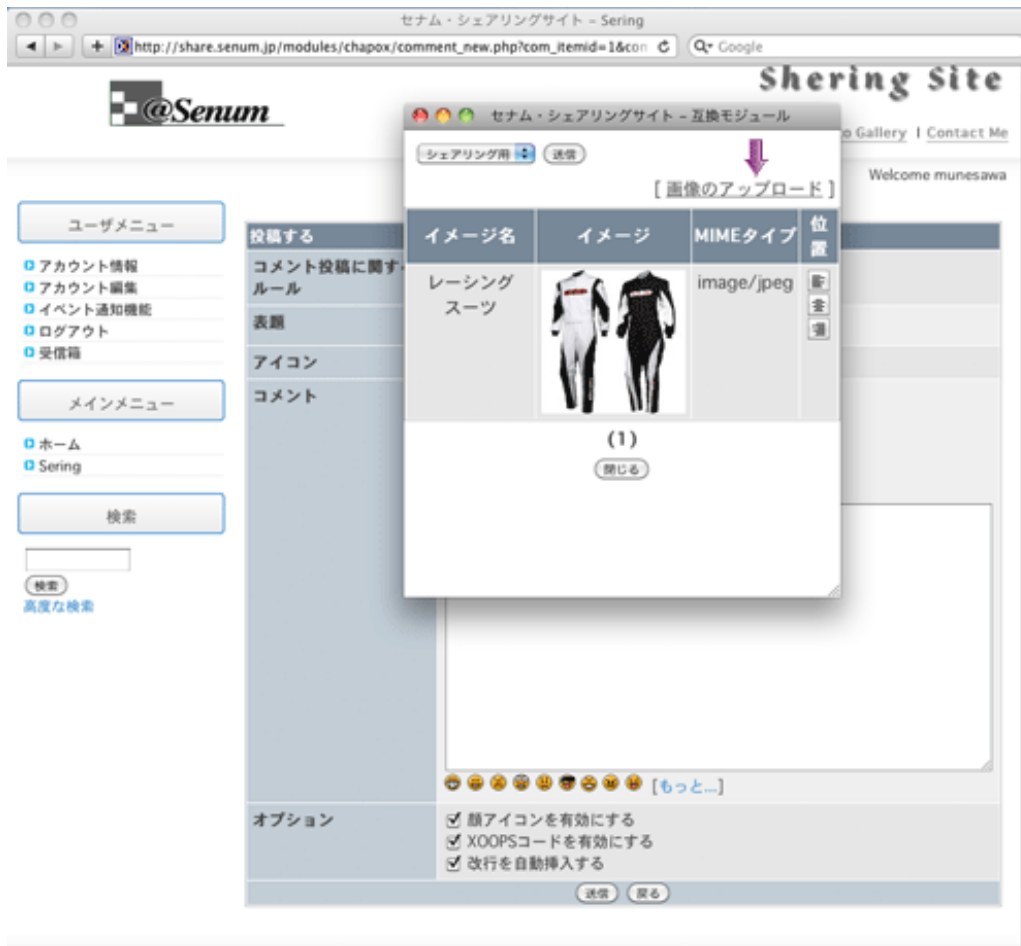 セナム・シェアリングサイト – Sering
http://share.senum.jp/modules/chapox/comment_new.php?com_itemid=1&con
Google
Shering Site
@Senum
o Gallery | Contact Me
Welcome munesawa
ユーザメニュー
アカウント情報
アカウント編集
イベント通知機能
ログアウト
受信箱
メインメニュー
ホーム
Sering
検索
検索
高度な検索
投稿する
コメント投稿に関す
ルール
表題
アイコン
コメント
セナム・シェアリングサイト – 互換モジュール
シェアリング用
送信
[ 画像のアップロード ]
イメージ名 イメージ MIMEタイプ 位置
レーシング
スーツ
image/jpeg
(1)
閉じる
[もっと...]
オプション
顔アイコンを有効にする
XOOPSコードを有効にする
改行を自動挿入する
送信 戻る